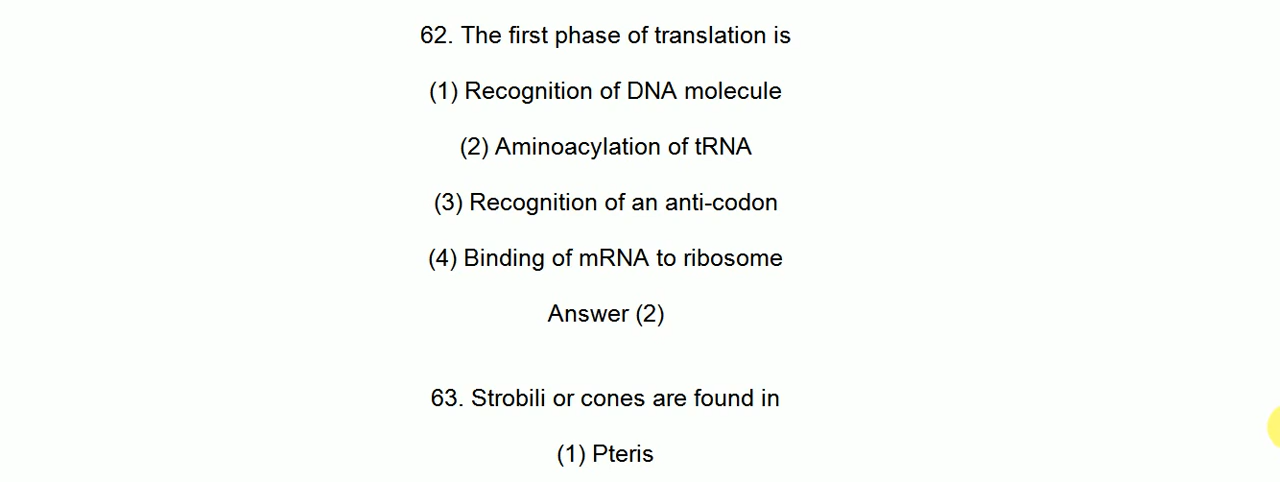 62. The first phase of translation is
(1) Recognition of DNA molecule
(2) Aminoacylation of tRNA
(3) Recognition of an anti-codon
(4) Binding of mRNA to ribosome
Answer (2)
63. Strobili or cones are found in
(1) Pteris